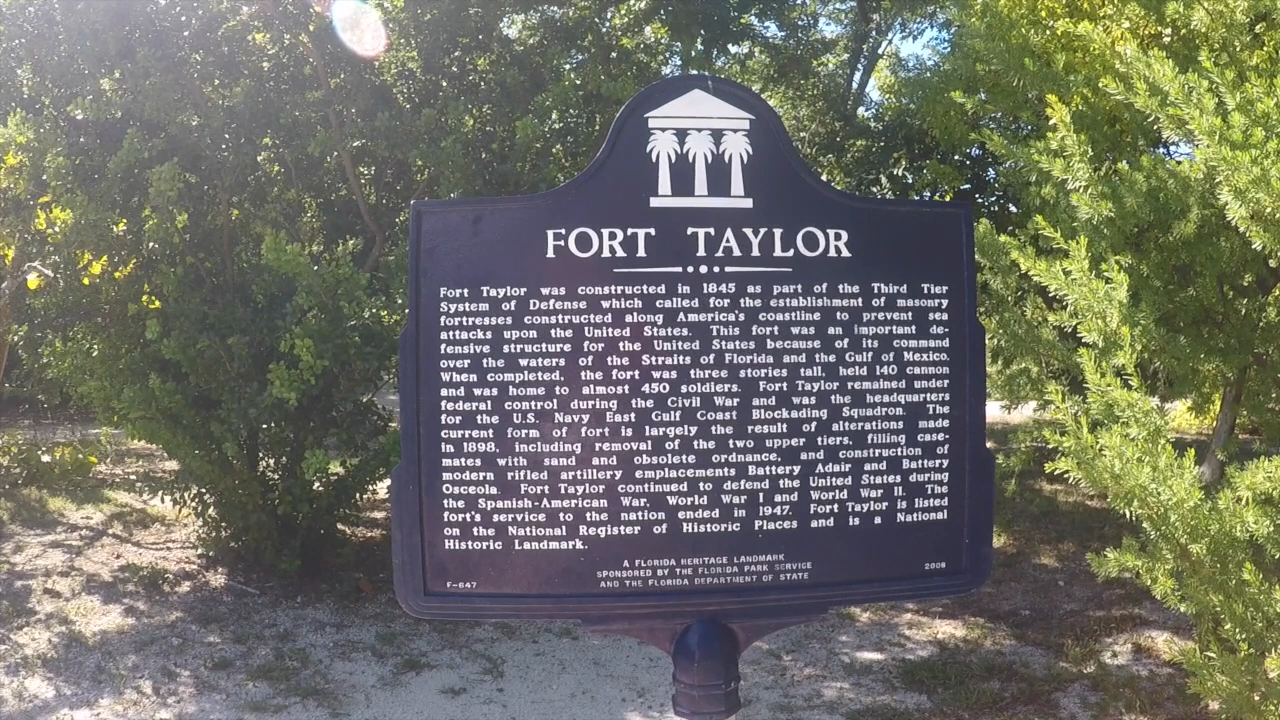 FORT TAYLOR
Fort Taylor was constructed in 1845 as part of the Third Tier
System of Defense which called for the establishment of masonry
fortresses constructed along America's coastline to prevent sea
attacks upon the United States. This fort was an important de-
fensive structure for the United States because of its command
over the waters of the Straits of Florida and the Gulf of Mexico.
When completed, the fort was three stories tall, held 140 cannon
and was home to almost 450 soldiers. Fort Taylor remained under
federal control during the Civil War and was the headquarters
for the U.S. Navy East Gulf Coast Blockading Squadron. The
current form of fort is largely the result of alterations made
in 1898, including removal of the two upper tiers, filling case-
mates with sand and obsolete ordnance, and construction of
modern rifled artillery emplacements Battery Adair and Battery
Osceola. Fort Taylor continued to defend the United States during
the Spanish-American War, World War I and World War II. The
fort's service to the nation ended in 1947. Fort Taylor is listed
on the National Register of Historic Places and is a National
Historic Landmark.
A FLORIDA HERITAGE LANDMARK
SPONSORED BY THE FLORIDA PARK SERVICE
AND THE FLORIDA DEPARTMENT OF STATE
F-647